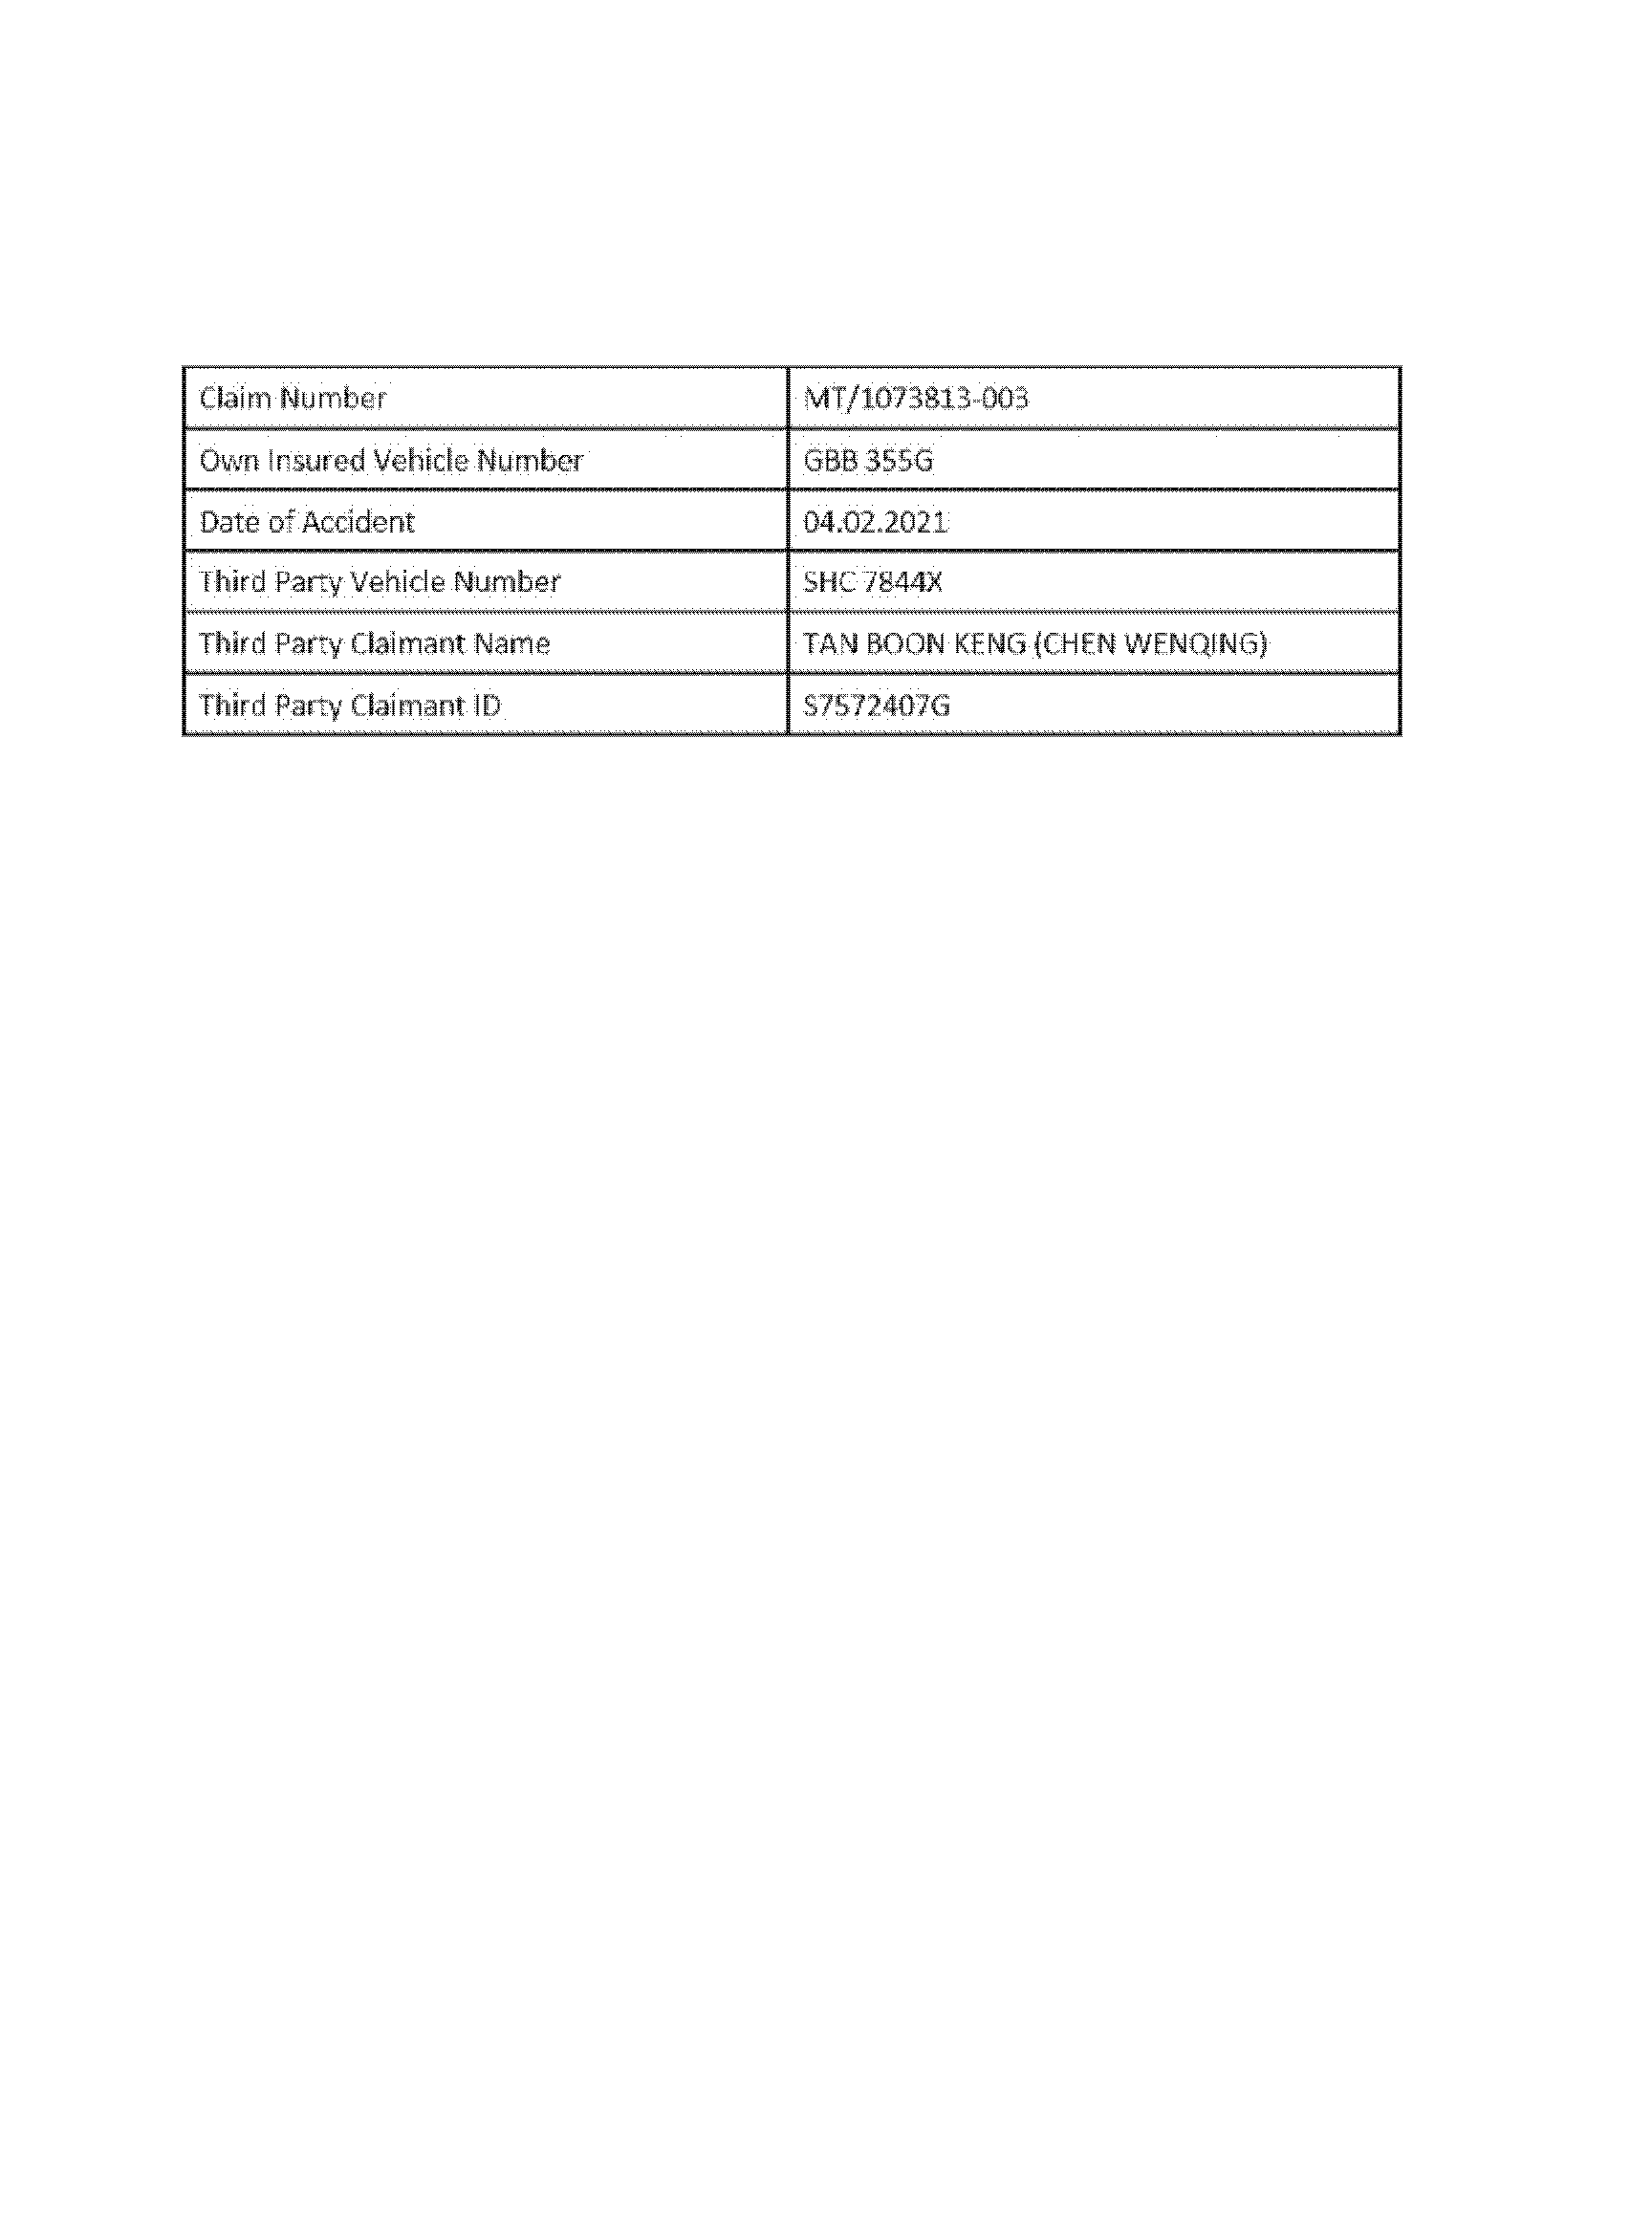 Claim Number MT/1073813-003
Own Insured Vehicle Number GBB 355G
Date of Accident 04.02.2021
Third Party Vehicle Number SHC 7844X
Third Party Claimant Name TAN BOON KENG (CHEN WENQING)
Third Party Claimant ID S7572407G